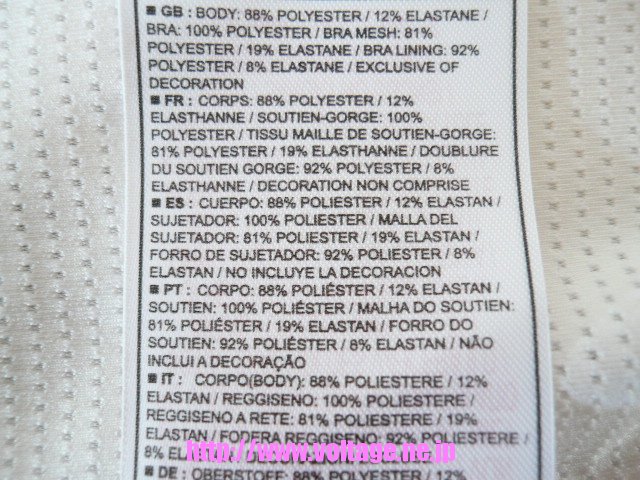 ■ GB : BODY: 88% POLYESTER / 12% ELASTANE /
BRA: 100% POLYESTER / BRA MESH: 81%
POLYESTER / 19% ELASTANE / BRA LINING: 92%
POLYESTER / 8% ELASTANE / EXCLUSIVE OF
DECORATION
■ FR : CORPS: 88% POLYESTER / 12%
ELASTHANNE / SOUTIEN-GORGE: 100%
POLYESTER / TISSU MAILLE DE SOUTIEN-GORGE:
81% POLYESTER / 19% ELASTHANNE / DOUBLURE
DU SOUTIEN GORGE: 92% POLYESTER / 8%
ELASTHANNE / DECORATION NON COMPRISE
■ ES : CUERPO: 88% POLIESTER / 12% ELASTAN /
SUJETADOR: 100% POLIESTER / MALLA DEL
SUJETADOR: 81% POLIESTER / 19% ELASTAN /
FORRO DE SUJETADOR: 92% POLIESTER / 8%
ELASTAN / NO INCLUYE LA DECORACION
■ PT : CORPO: 88% POLIÉSTER / 12% ELASTAN /
SOUTIEN: 100% POLIÉSTER / MALHA DO SOUTIEN:
81% POLIÉSTER / 19% ELASTAN / FORRO DO
SOUTIEN: 92% POLIÉSTER / 8% ELASTAN / NÃO
INCLUI A DECORAÇÃO
■ IT : CORPO(BODY): 88% POLIESTERE / 12%
ELASTAN / REGGISENO: 100% POLIESTERE /
REGGISENO A RETE: 81% POLIESTERE / 19%
ELASTAN / FODERA REGGISENO: 92% POLIESTERE /
http://www.voltage.ne.jp
8% ELASTAN
■ DE : OBERSTOFF: 88% POLYESTER / 12%